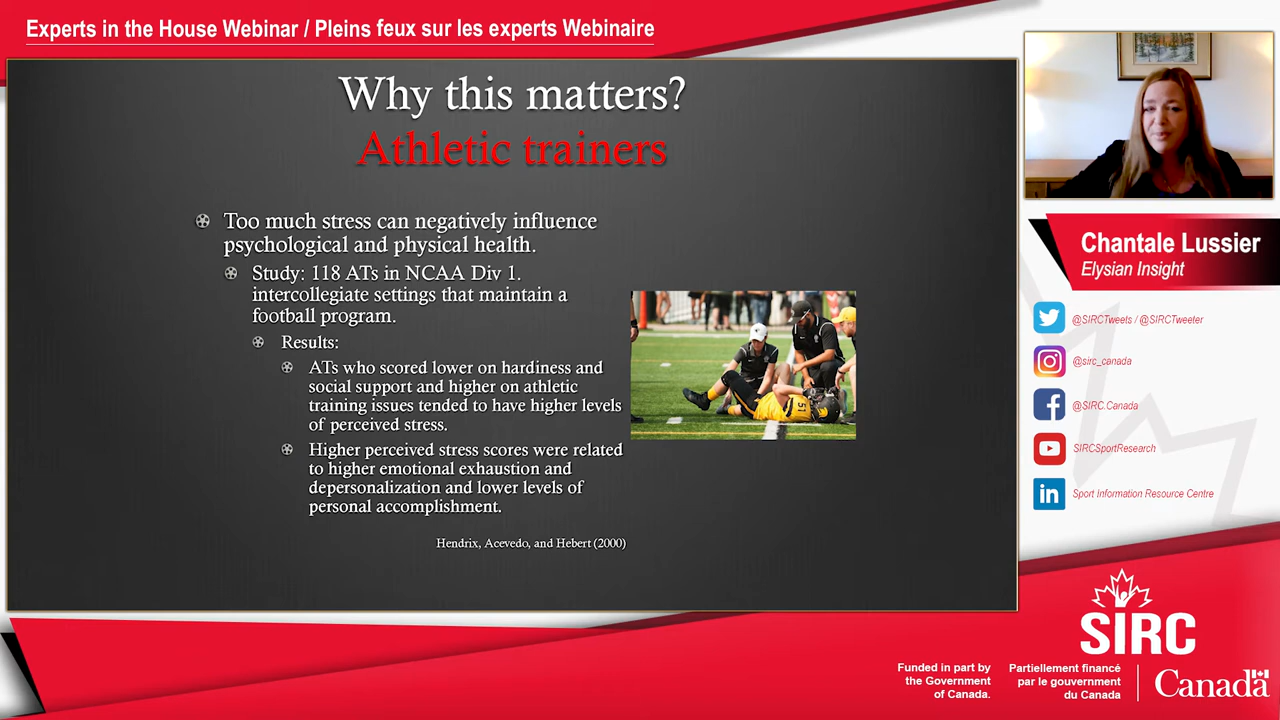 Experts in the House Webinar / Pleins feux sur les experts Webinaire
Why this matters?
Athletic trainers
Too much stress can negatively influence
psychological and physical health.
Study: 118 ATs in NCAA Div 1.
intercollegiate settings that maintain a
football program.
Results:
ATs who scored lower on hardiness and
social support and higher on athletic
training issues tended to have higher levels
of perceived stress.
Higher perceived stress scores were related
to higher emotional exhaustion and
depersonalization and lower levels of
personal accomplishment.
Hendrix, Acevedo, and Hebert (2000)
51
Chantale Lussier
Elysian Insight
@SIRCTweets / @SIRCTweeter
@sirc_canada
@SIRC.Canada
SIRCSportResearch
in
Sport Information Resource Centre
SIRC
Funded in part by
the Government
of Canada.
Partiellement financé
par le gouvernment
du Canada
Canada